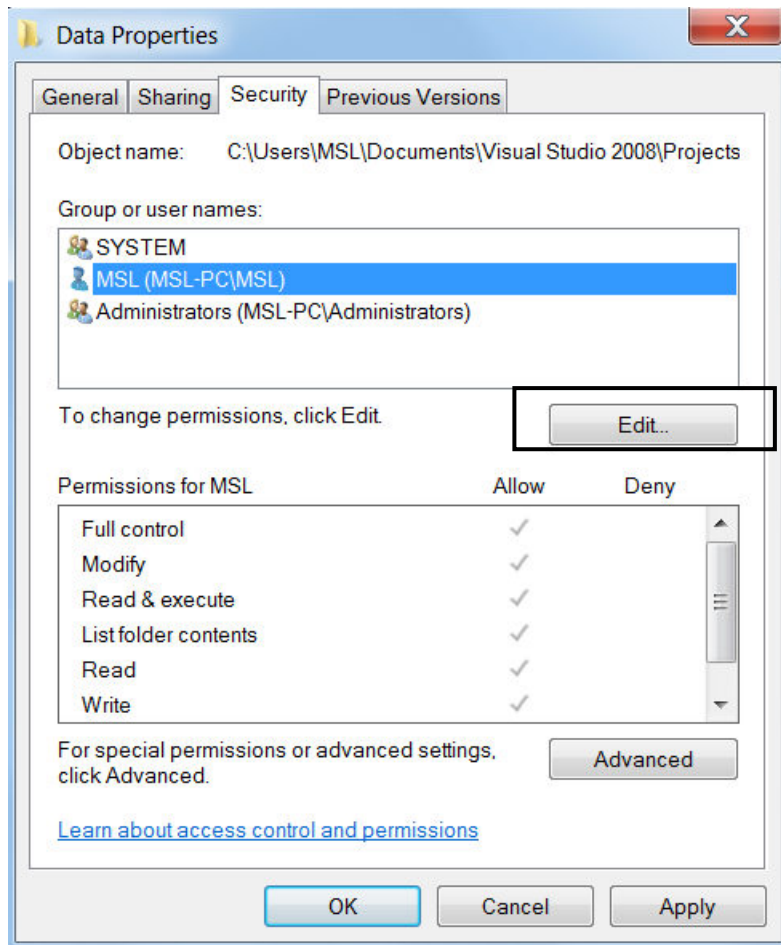 Data Properties
General Sharing Security Previous Versions
Object name: C:\Users\MSL\Documents\Visual Studio 2008\Projects
Group or user names:
SYSTEM
MSL (MSL-PC\MSL)
Administrators (MSL-PC\Administrators)
To change permissions, click Edit. Edit...
Permissions for MSL Allow Deny
Full control
Modify
Read & execute
List folder contents
Read
Write
For special permissions or advanced settings,
click Advanced. Advanced
Learn about access control and permissions
OK Cancel Apply